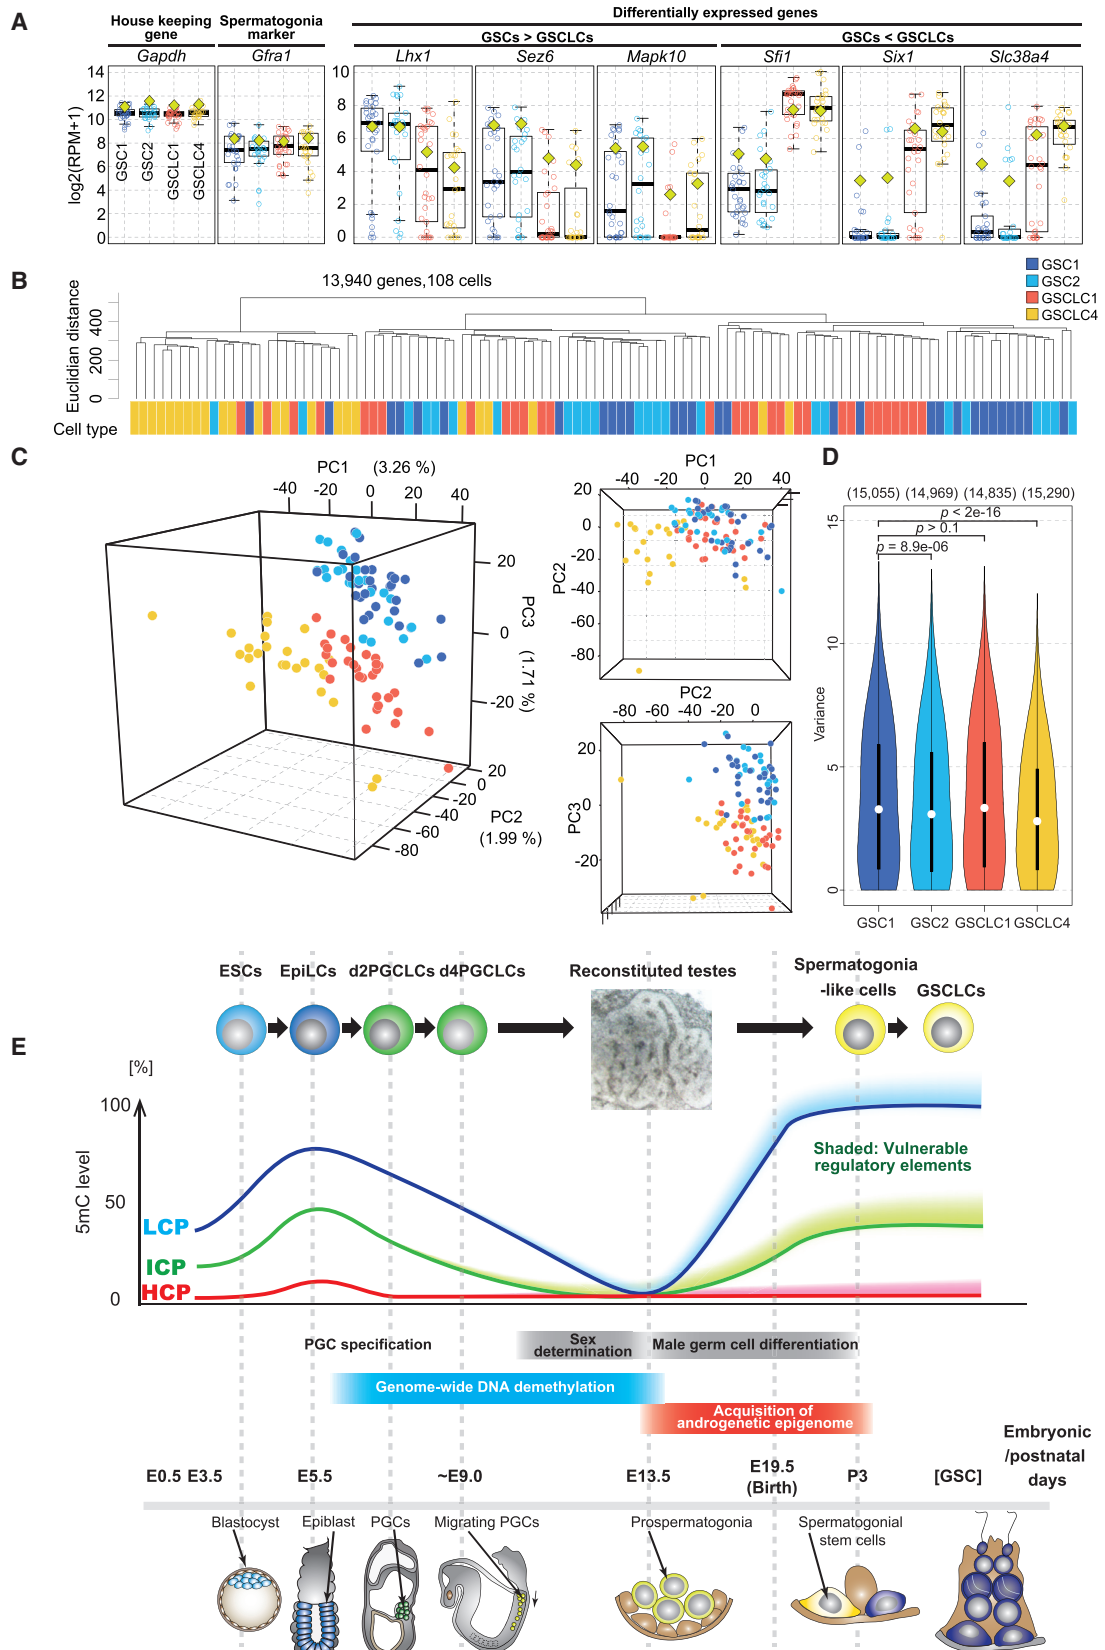 A
House keeping
gene
Spermatogonia
marker
Differentially expressed genes
GSCs > GSCLCs
GSCs < GSCLCs
Gapdh
Gfra1
Lhx1
Sez6
Mapk10
Sfi1
Six1
Slc38a4
log2(RPM+1)
14
12
10
8
6
4
2
0
10
8
6
4
2
0
GSC1
GSC2
GSCLC1
GSCLC4
GSC1
GSC2
GSCLC1
GSCLC4
B
13,940 genes,108 cells
Euclidian distance
400
200
0
Cell type
C
PC1 (3.26 %)
-40 -20 0 20 40
20
0
-20
PC3 (1.71 %)
20
0
-20
-40
-60
-80
PC2
(1.99 %)
PC1
-40 -20 0 20 40
20
0
-20
-40
-60
-80
PC2
PC2
-80 -60 -40 -20 0
20
0
-20
PC3
D
(15,055) (14,969) (14,835) (15,290)
p < 2e-16
p > 0.1
p = 8.9e-06
15
10
5
0
Variance
GSC1 GSC2 GSCLC1 GSCLC4
E
ESCs EpiLCs d2PGCLCs d4PGCLCs Reconstituted testes
Spermatogonia
-like cells
GSCLCs
[%]
100
50
0
5mC level
LCP
ICP
HCP
Shaded: Vulnerable
regulatory elements
PGC specification
Sex
determination
Male germ cell differentiation
Genome-wide DNA demethylation
Acquisition of
androgenetic epigenome
Embryonic
/postnatal
days
E0.5 E3.5 E5.5 ~E9.0 E13.5 E19.5
(Birth)
P3 [GSC]
Blastocyst
Epiblast
PGCs
Migrating PGCs
Prospermatogonia
Spermatogonial
stem cells